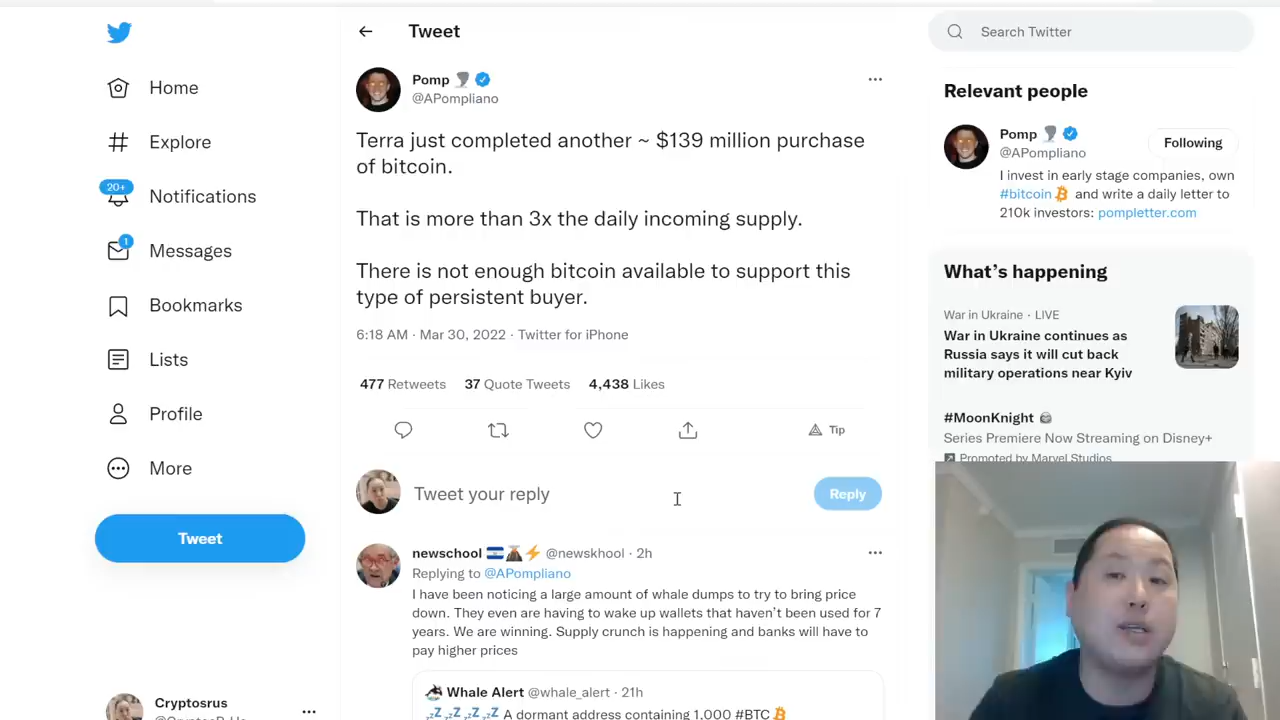 Tweet
Search Twitter
Home
Explore
20+
Notifications
1
Messages
Bookmarks
Lists
Profile
More
Tweet
Cryptosrus
Pomp
@APompliano
Terra just completed another ~ $139 million purchase
of bitcoin.
That is more than 3x the daily incoming supply.
There is not enough bitcoin available to support this
type of persistent buyer.
6:18 AM · Mar 30, 2022 · Twitter for iPhone
477 Retweets 37 Quote Tweets 4,438 Likes
Tip
Tweet your reply
Reply
newschool @newskhool · 2h
Replying to @APompliano
I have been noticing a large amount of whale dumps to try to bring price
down. They even are having to wake up wallets that haven't been used for 7
years. We are winning. Supply crunch is happening and banks will have to
pay higher prices
Whale Alert @whale_alert · 21h
A dormant address containing 1,000 #BTC
Relevant people
Pomp
@APompliano
Following
I invest in early stage companies, own
#bitcoin and write a daily letter to
210k investors: pompletter.com
What's happening
War in Ukraine · LIVE
War in Ukraine continues as
Russia says it will cut back
military operations near Kyiv
#MoonKnight
Series Premiere Now Streaming on Disney+
Promoted by Marvel Studios